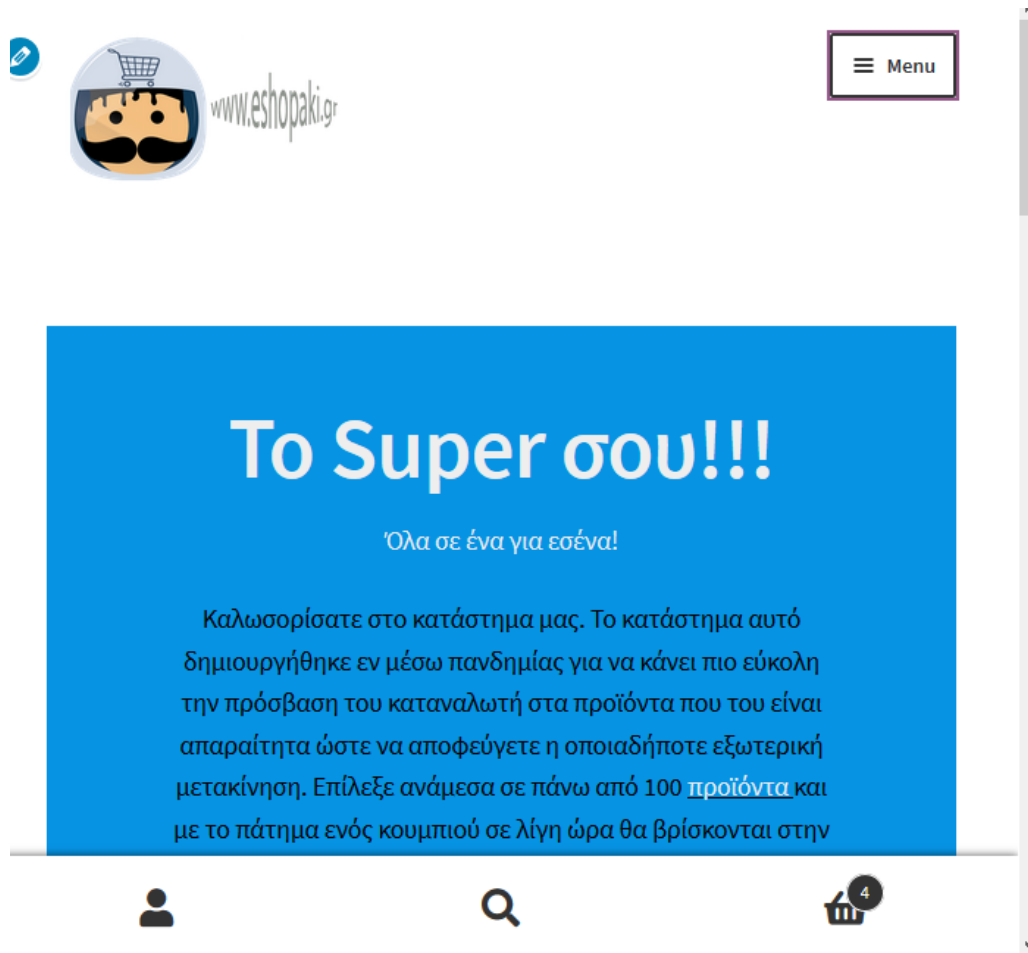 www.eshopaki.gr
Menu
Το Super σου!!!
Όλα σε ένα για εσένα!
Καλωσορίσατε στο κατάστημα μας. Το κατάστημα αυτό
δημιουργήθηκε εν μέσω πανδημίας για να κάνει πιο εύκολη
την πρόσβαση του καταναλωτή στα προϊόντα που του είναι
απαραίτητα ώστε να αποφεύγετε η οποιαδήποτε εξωτερική
μετακίνηση. Επίλεξε ανάμεσα σε πάνω από 100 προϊόντα και
με το πάτημα ενός κουμπιού σε λίγη ώρα θα βρίσκονται στην
4